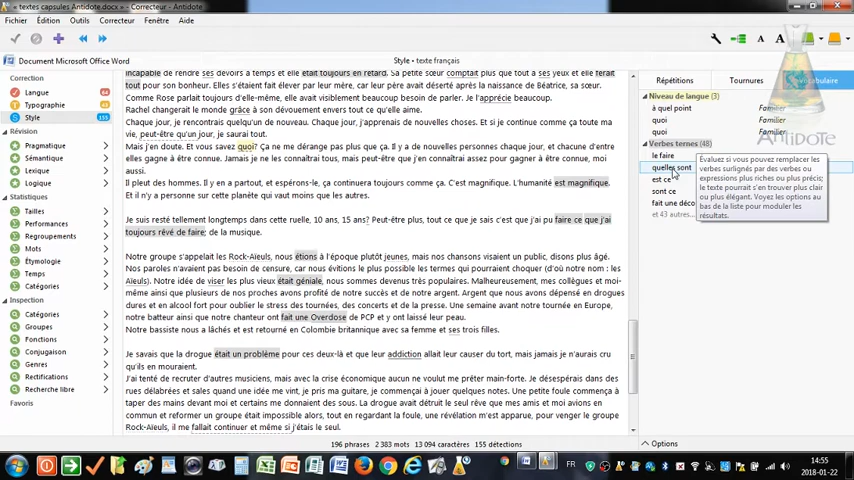 « textes capsules Antidote.docx » - Correcteur - Antidote
Fichier Édition Outils Correcteur Fenêtre Aide
Document Microsoft Office Word
Style • texte français
Correction
Langue 64
Typographie 60
Style 155
Révision
Pragmatique
Sémantique
Logique
Statistiques
Tailles
Déploiement
Regroupements
Mots
Étymologie
Temps
Catégories
Inspection
Catégories
Groupes
Fonctions
Conjugaison
Genres
Rectifications
Recherche libre
Favoris
incapable de rendre ses devoirs à temps et elle était toujours en retard. Sa petite sœur comptait plus que tout à ses yeux et elle ferait
tout pour son bonheur. Elles s'étaient fait élever par leur mère, car leur père avait déserté après la naissance de Béatrice, sa sœur.
Comme Rose parlait toujours d'elle-même, elle avait visiblement besoin de parler. Je l'apprécie beaucoup.
Rachel changerait le monde grâce à son dévouement envers tout ce qu'elle aime.
Chaque jour, je rencontrais quelqu'un de nouveau. Chaque jour, j'apprenais de nouvelles choses. Et si je continue comme ça toute ma
vie, peut-être qu'un jour, je saurai tout.
Mais j'en doute. Et vous savez quoi? Ça ne me dérange pas plus que ça. Il y a de nouvelles personnes chaque jour, et chacune d'entre
elles gagne à être connue. Jamais je ne les connaîtrai tous, mais peut-être que j'en connaîtrai assez pour gagner à être connue, moi
aussi.
Il pleut des hommes. Il y en a partout, et espérons-le, ça continuera toujours comme ça. C'est magnifique. L'humanité est magnifique.
Et il n'y a personne sur cette planète qui vaut moins que les autres.
Je suis resté tellement longtemps dans cette ruelle, 10 ans, 15 ans? Peut-être plus, tout ce que je sais c'est que j'ai pu faire ce que j'ai
toujours rêvé de faire; de la musique.
Notre groupe s'appelait les Rock-Aïeuls, nous étions à l'époque plutôt jeunes, mais nos chansons visaient un public, disons plus âgé.
Nos paroles n'avaient pas besoin de censure, car nous évitions le plus possible les termes qui pourraient choquer (d'où notre nom : les
Aïeuls). Notre idée de viser les plus vieux était géniale, nous sommes devenus très populaires. Malheureusement, mes collègues et moi-
même ainsi que plusieurs de nos proches avons profité de notre succès et de notre argent. Argent que nous avons dépensé en drogues
dures et en alcool fort pour oublier le stress des tournées, des concerts et de la presse. Une semaine avant notre tournée en Europe,
notre batteur ainsi que notre chanteur ont fait une Overdose de PCP et y ont laissé leur peau.
Notre bassiste nous a lâchés et est retourné en Colombie britannique avec sa femme et ses trois filles.
Je savais que la drogue était un problème pour ces deux-là et que leur addiction allait leur causer du tort, mais jamais je n'aurais cru
qu'ils en mouraient.
J'ai tenté de recruter d'autres musiciens, mais avec la crise économique aucun ne voulut me prêter main-forte. Je désespérais dans des
rues délabrées et sales quand une idée me vint, je pris ma guitare, je commençai à jouer quelques notes. Une petite foule commença à
taper des mains devant moi et certains chantaient avec moi. La drogue avait détruit le seul rêve que mes amis et moi avions en
commun et reformer un groupe était impossible alors, tout en regardant la foule, une révélation m'est apparue, pour venger le groupe
Rock-Aïeuls, il me fallait continuer et même si j'étais le seul.
196 phrases 2 383 mots 13 094 caractères 155 détections
Répétitions Tournures Vocabulaire
Niveau de langue (3)
à quel point Familier
quoi Familier
quoi Familier
Verbes ternes (48)
le faire
quelles sont
est ce
sont ce
fait une déco
et 43 autres...
Évaluez si vous pouvez remplacer les
verbes surlignés par des verbes ou
expressions plus riches ou plus précis;
le texte pourrait s'en trouver plus clair
ou plus élégant. Voyez les options au
bas de la liste pour moduler les
résultats.
Options
ANTIDOTE
FR
14:55
2018-01-22